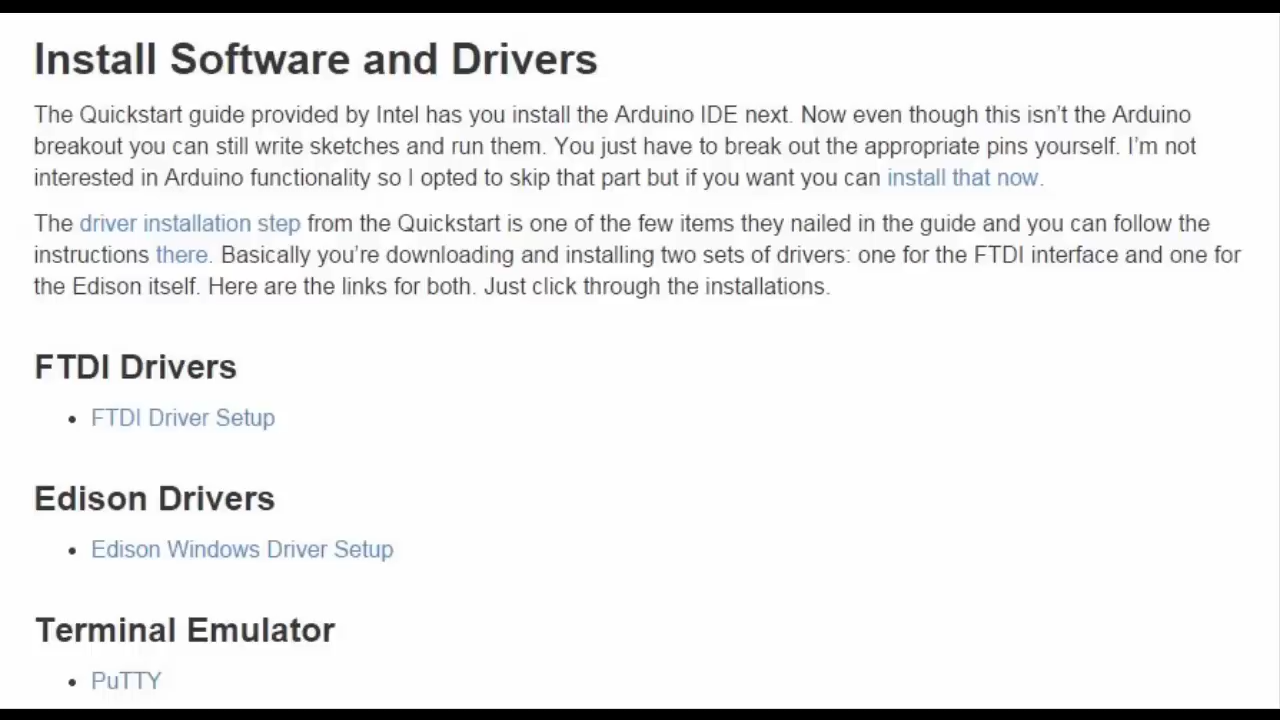 Install Software and Drivers
The Quickstart guide provided by Intel has you install the Arduino IDE next. Now even though this isn’t the Arduino
breakout you can still write sketches and run them. You just have to break out the appropriate pins yourself. I’m not
interested in Arduino functionality so I opted to skip that part but if you want you can install that now.
The driver installation step from the Quickstart is one of the few items they nailed in the guide and you can follow the
instructions there. Basically you’re downloading and installing two sets of drivers: one for the FTDI interface and one for
the Edison itself. Here are the links for both. Just click through the installations.
FTDI Drivers
• FTDI Driver Setup
Edison Drivers
• Edison Windows Driver Setup
Terminal Emulator
• PuTTY